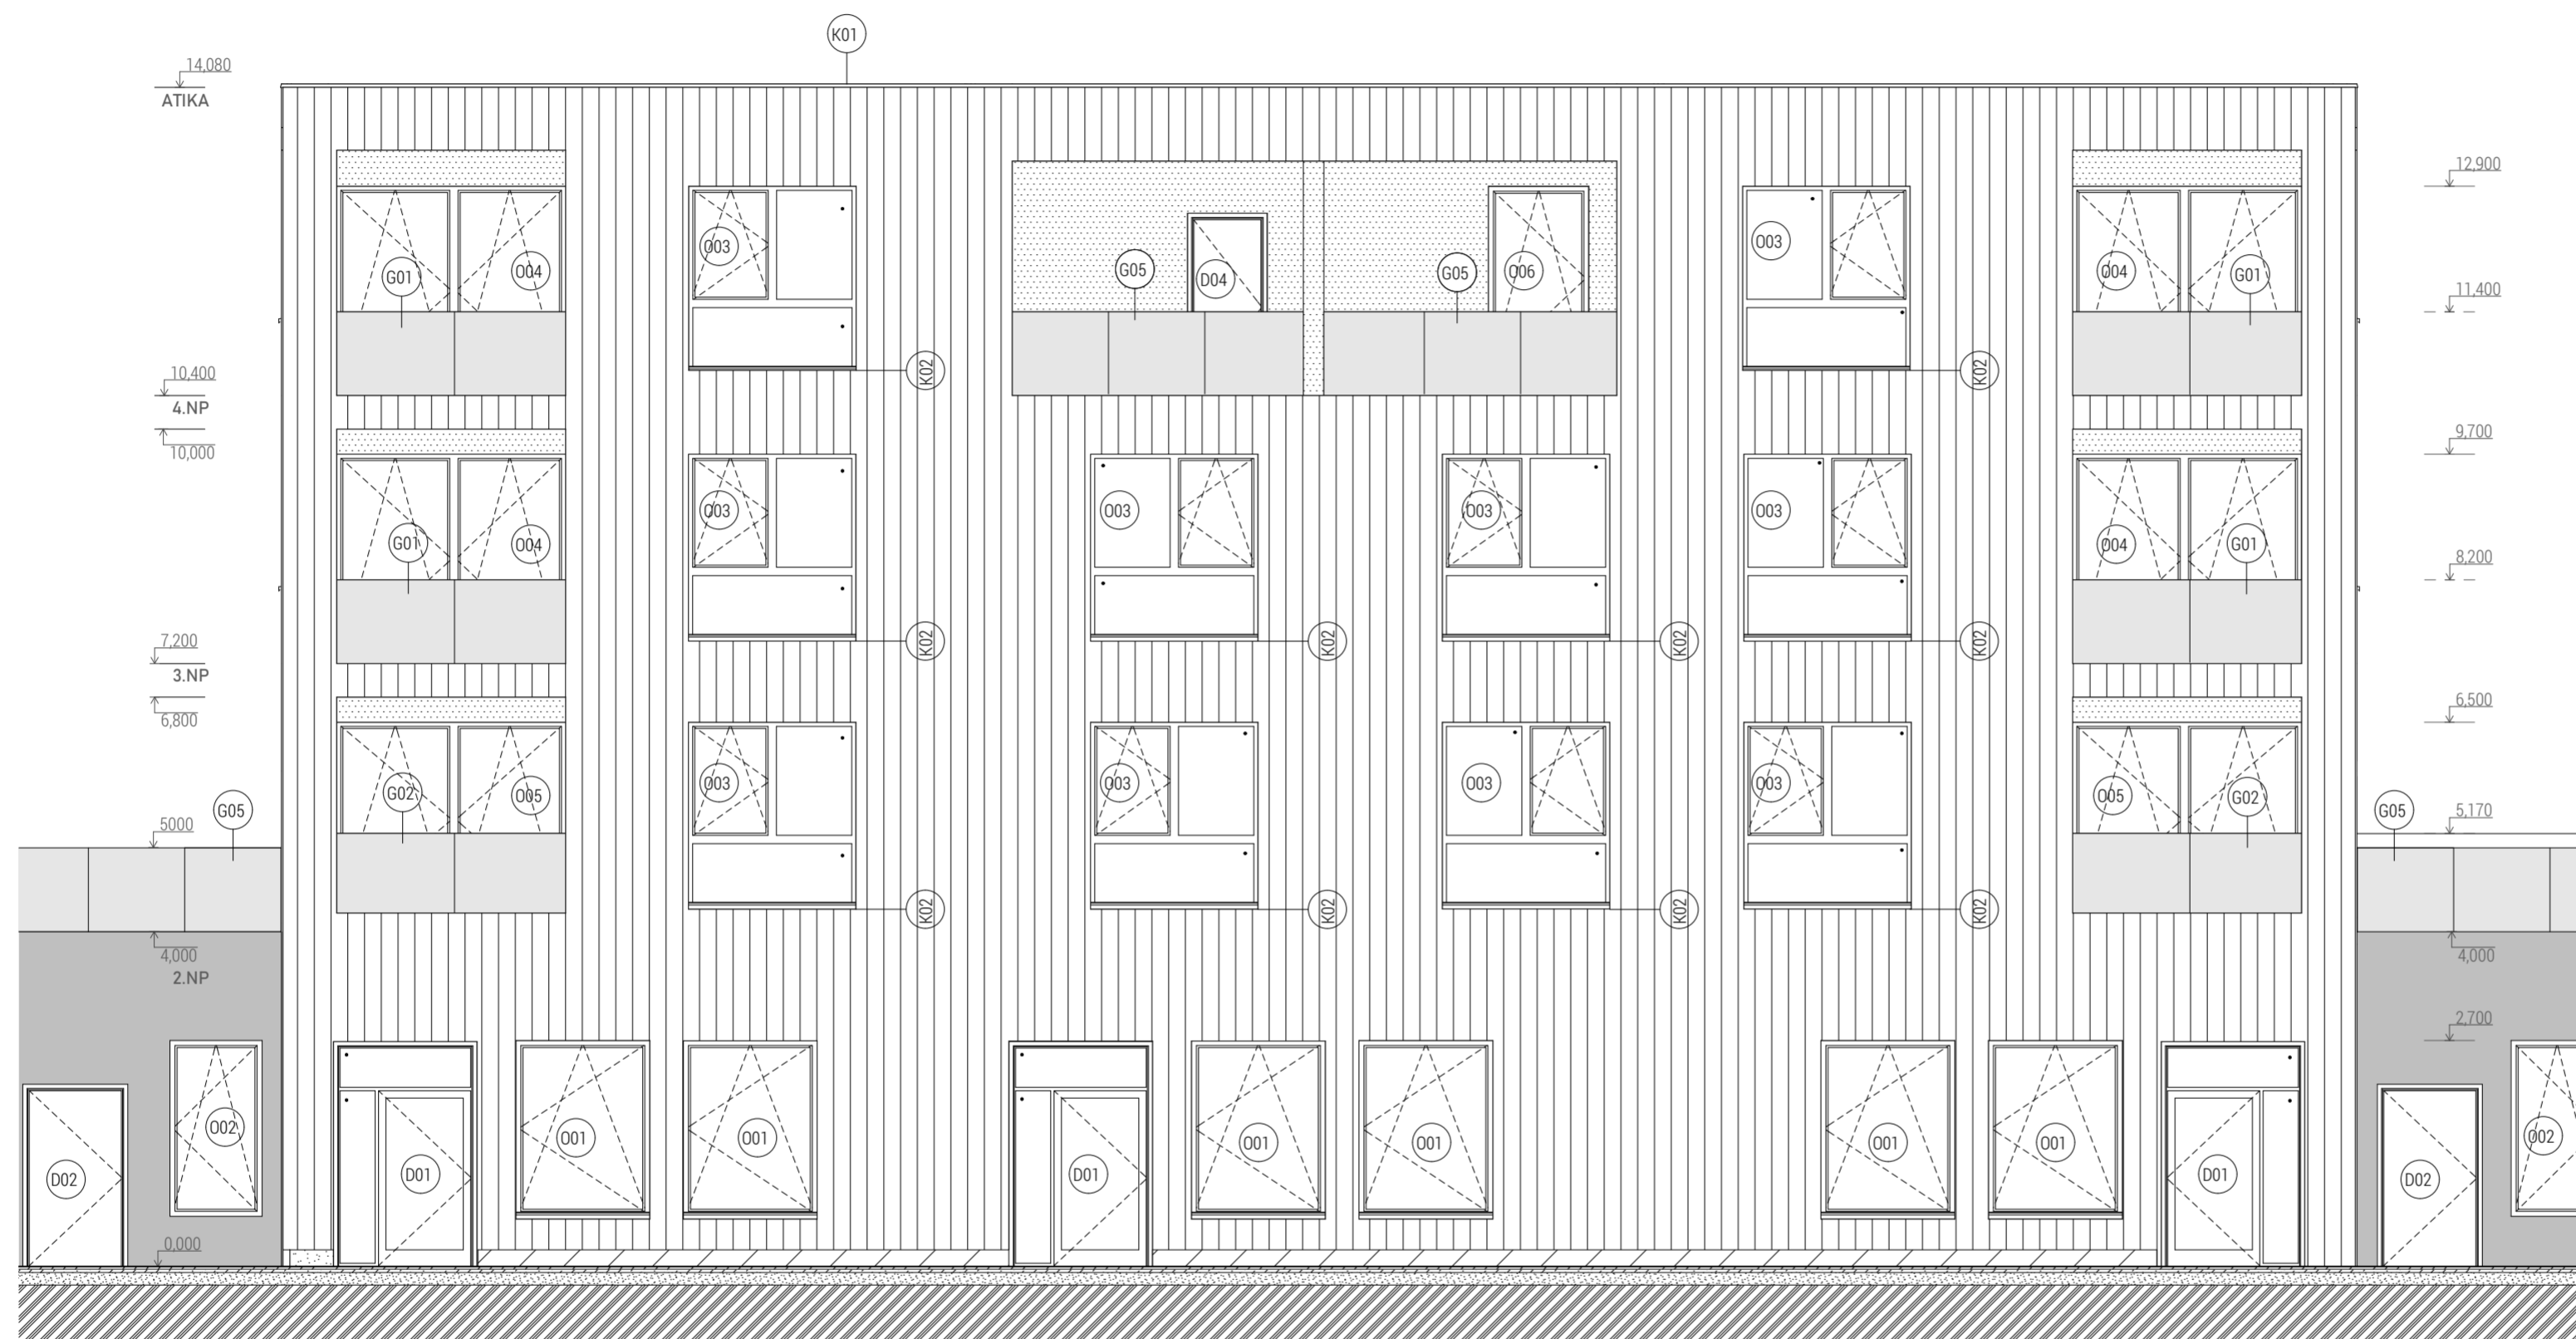 K01
14,080
ATIKA
12,900
O03
O03
G01
O04
G05
D04
G05
O06
O04
G01
11,400
10,400
K02
K02
4.NP
10,000
9,700
O03
O03
O03
O03
G01
O04
O04
G01
8,200
7,200
K02
K02
K02
K02
3.NP
6,800
6,500
O03
O03
O03
O03
G02
O05
O05
G02
G05
5000
G05
5,170
K02
K02
K02
K02
4,000
4,000
2.NP
2,700
O02
O01
O01
O01
O01
O01
O01
O02
D02
D01
D01
D01
D02
0,000